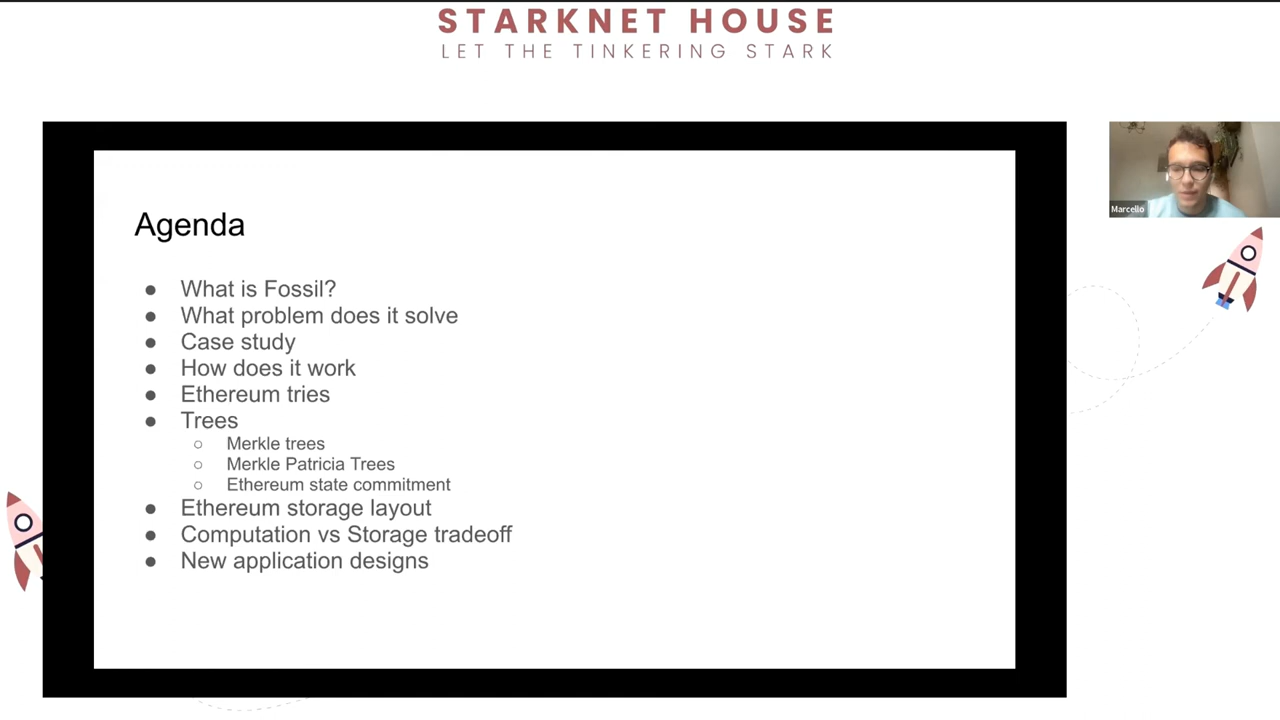 STARKNET HOUSE
LET THE TINKERING STARK
Marcello
Agenda
● What is Fossil?
● What problem does it solve
● Case study
● How does it work
● Ethereum tries
● Trees
○ Merkle trees
○ Merkle Patricia Trees
○ Ethereum state commitment
● Ethereum storage layout
● Computation vs Storage tradeoff
● New application designs